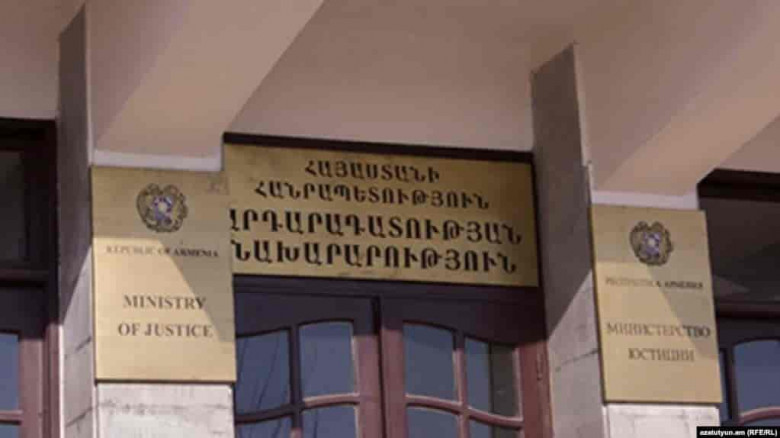 REPUBLIC OF ARMENIA
MINISTRY
OF JUSTICE
ՀԱՅԱՍՏԱՆԻ
ՀԱՆՐԱՊԵՏՈՒԹՅՈՒՆ
ԱՐԴԱՐԱԴԱՏՈՒԹՅԱՆ
ՆԱԽԱՐԱՐՈՒԹՅՈՒՆ
РЕСПУБЛИКА АРМЕНИЯ
МИНИСТЕРСТВО
ЮСТИЦИИ
azatutyun.am (RFE/RL)